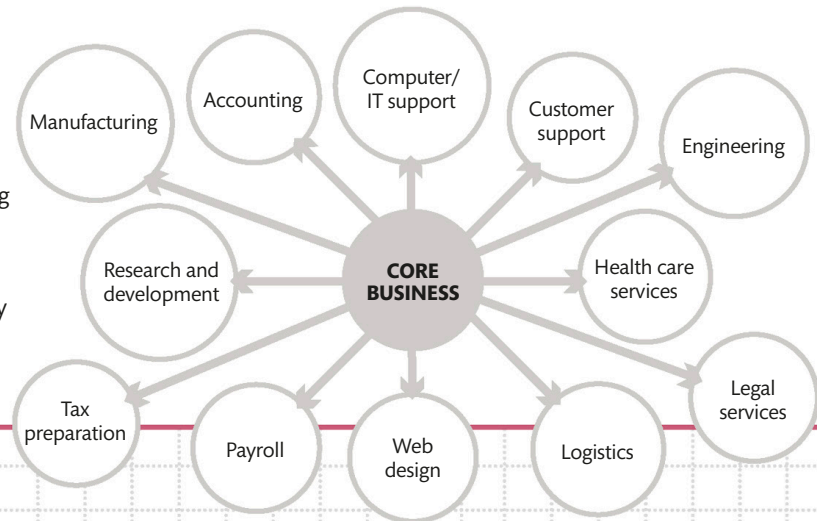 Computer/
IT support
Accounting
Customer
support
Manufacturing
Engineering
g
Research and
development
CORE
BUSINESS
Health care
services
y
Tax
preparation
Payroll
Web
design
Logistics
Legal
services